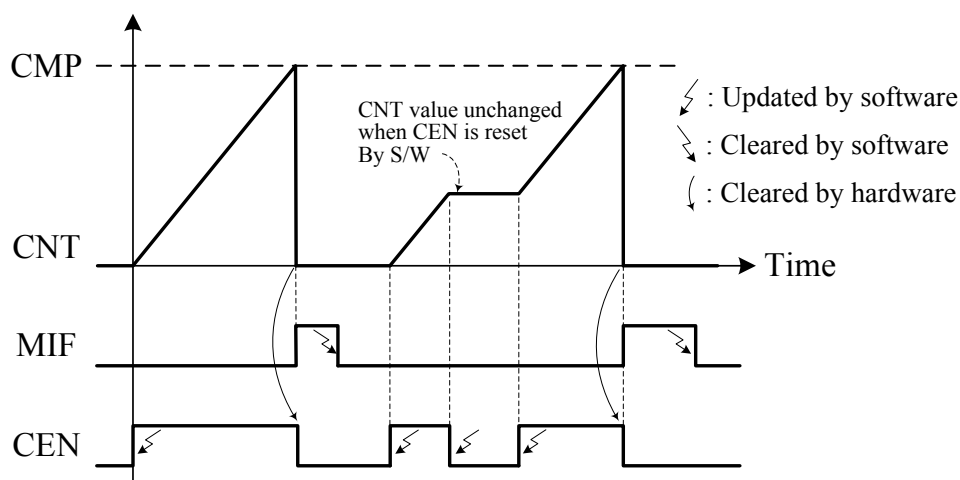 CMP
CNT value unchanged
when CEN is reset
By S/W
: Updated by software
: Cleared by software
: Cleared by hardware
CNT
Time
MIF
CEN